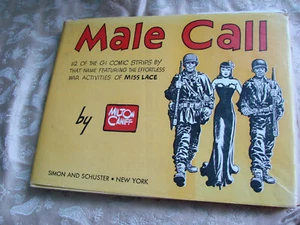 Male Call
112 OF THE GI COMIC STRIPS BY
THAT NAME FEATURING THE EFFORTLESS
WAR ACTIVITIES OF MISS LACE
by
MILTON
CANIFF
SIMON AND SCHUSTER • NEW YORK